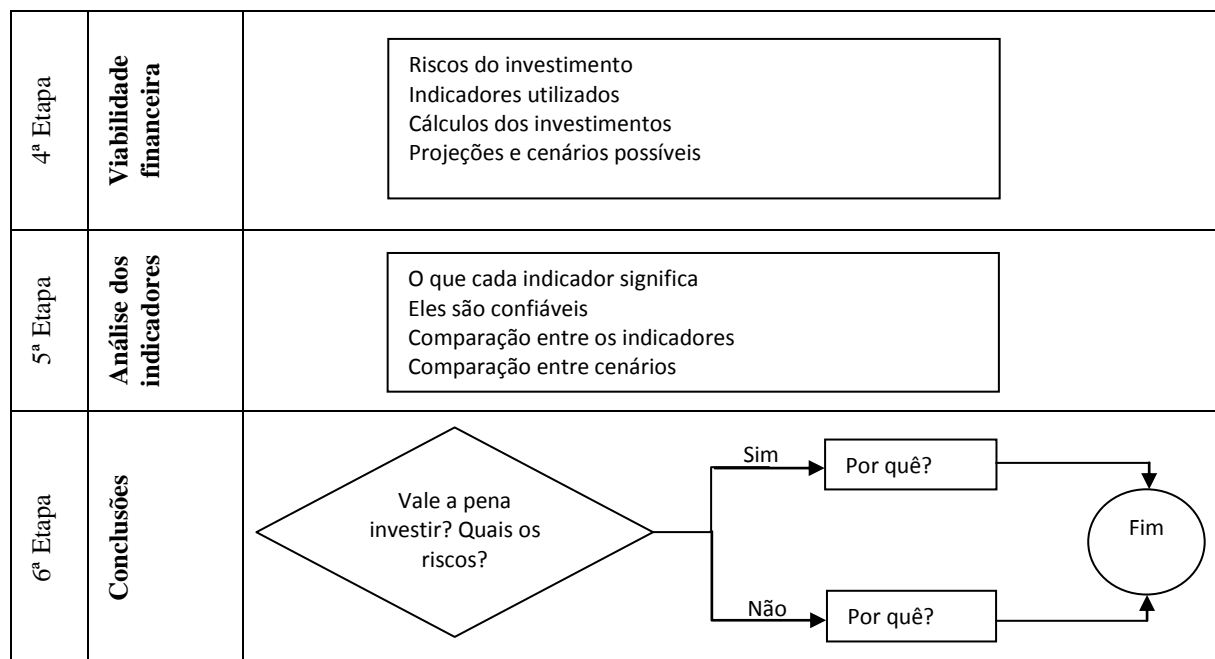 4ª Etapa
Viabilidade
financeira
Riscos do investimento
Indicadores utilizados
Cálculos dos investimentos
Projeções e cenários possíveis
5ª Etapa
Análise dos
indicadores
O que cada indicador significa
Eles são confiáveis
Comparação entre os indicadores
Comparação entre cenários
6ª Etapa
Conclusões
Vale a pena
investir? Quais os
riscos?
Sim
Por quê?
Não
Por quê?
Fim